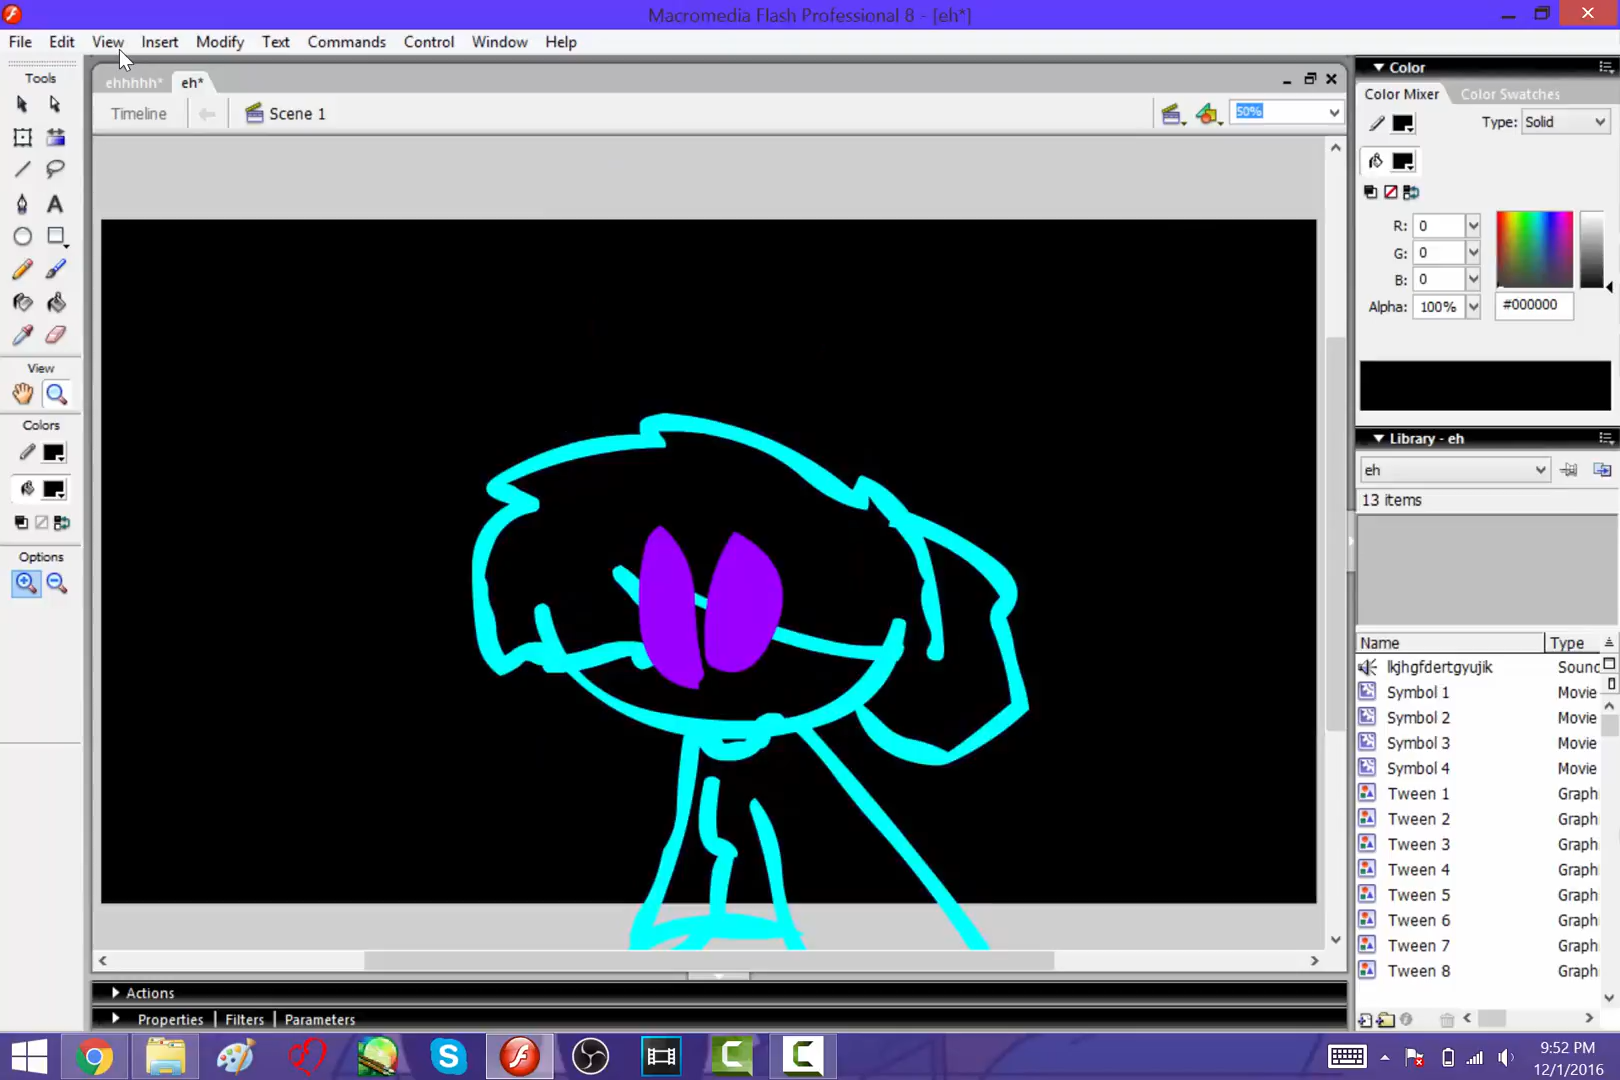 Macromedia Flash Professional 8 - [eh*]
File Edit View Insert Modify Text Commands Control Window Help
Tools
ehhhhh* eh*
Timeline Scene 1 50%
View
Colors
Options
Color
Color Mixer Color Swatches
Type: Solid
R: 0
G: 0
B: 0
Alpha: 100% #000000
Library - eh
eh
13 items
Name Type
lkjhgfdertgyujik Sounc
Symbol 1 Movie
Symbol 2 Movie
Symbol 3 Movie
Symbol 4 Movie
Tween 1 Graph
Tween 2 Graph
Tween 3 Graph
Tween 4 Graph
Tween 5 Graph
Tween 6 Graph
Tween 7 Graph
Tween 8 Graph
Actions
Properties Filters Parameters
9:52 PM
12/1/2016